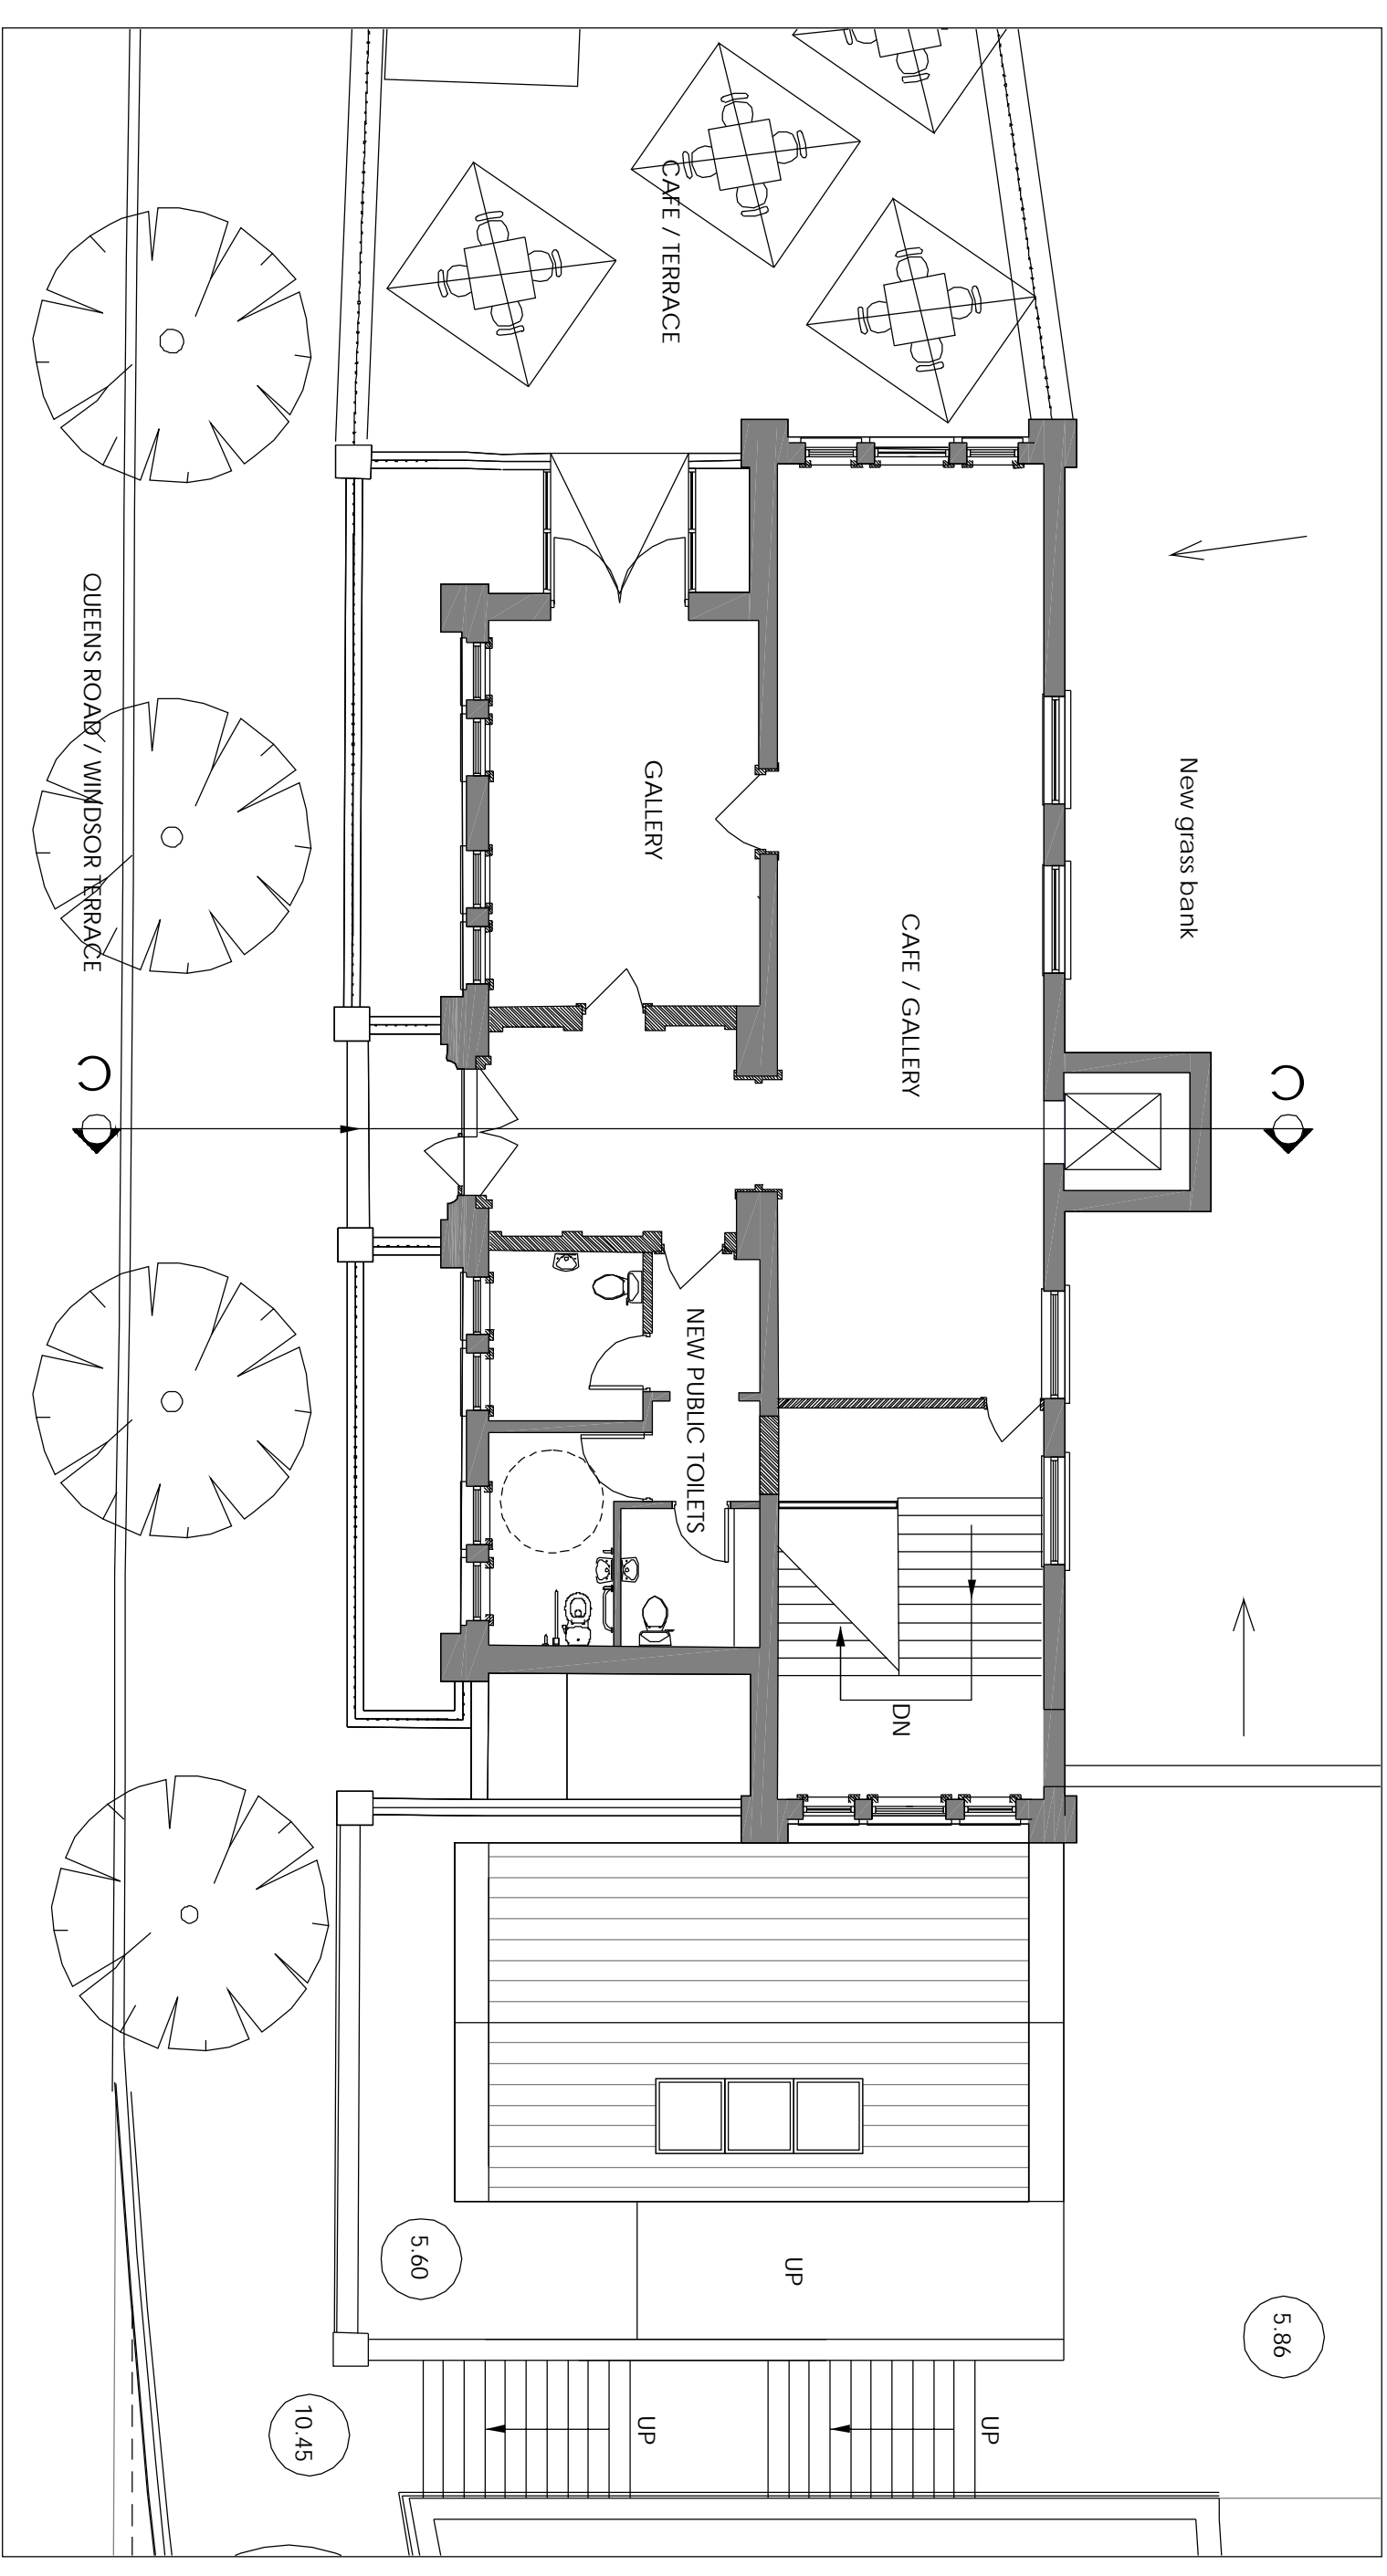 CAFE / TERRACE
QUEENS ROAD / WINDSOR TERRACE
GALLERY
CAFE / GALLERY
New grass bank
C
C
NEW PUBLIC TOILETS
DN
5.60
UP
5.86
10.45
UP
UP